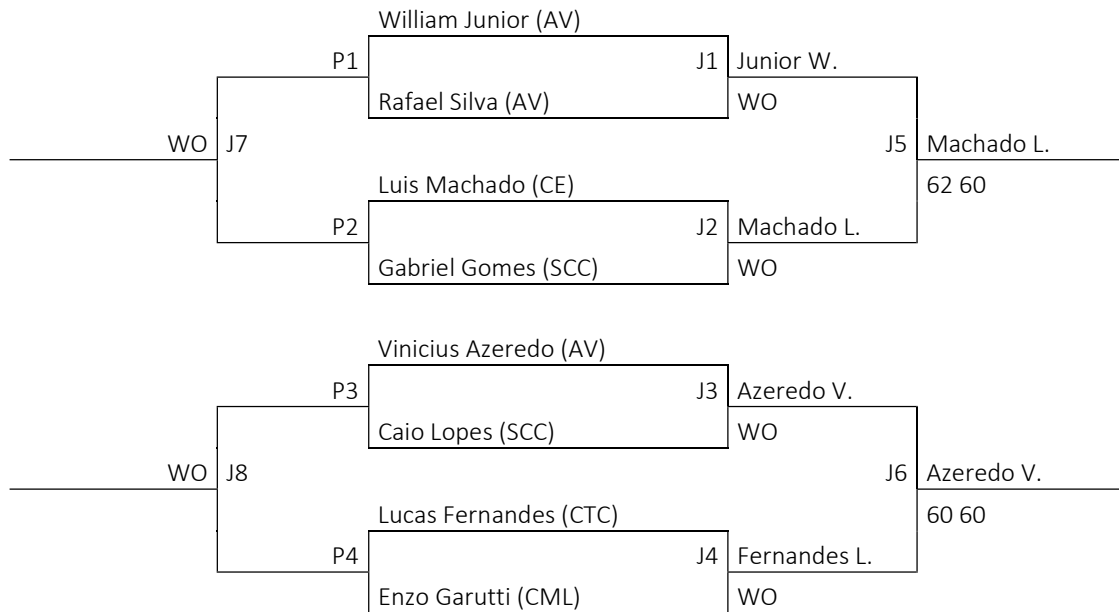 William Junior (AV)
P1 J1 Junior W.
Rafael Silva (AV) WO
WO J7 J5 Machado L.
Luis Machado (CE) 62 60
P2 J2 Machado L.
Gabriel Gomes (SCC) WO
Vinicius Azeredo (AV)
P3 J3 Azeredo V.
Caio Lopes (SCC) WO
WO J8 J6 Azeredo V.
Lucas Fernandes (CTC) 60 60
P4 J4 Fernandes L.
Enzo Garutti (CML) WO